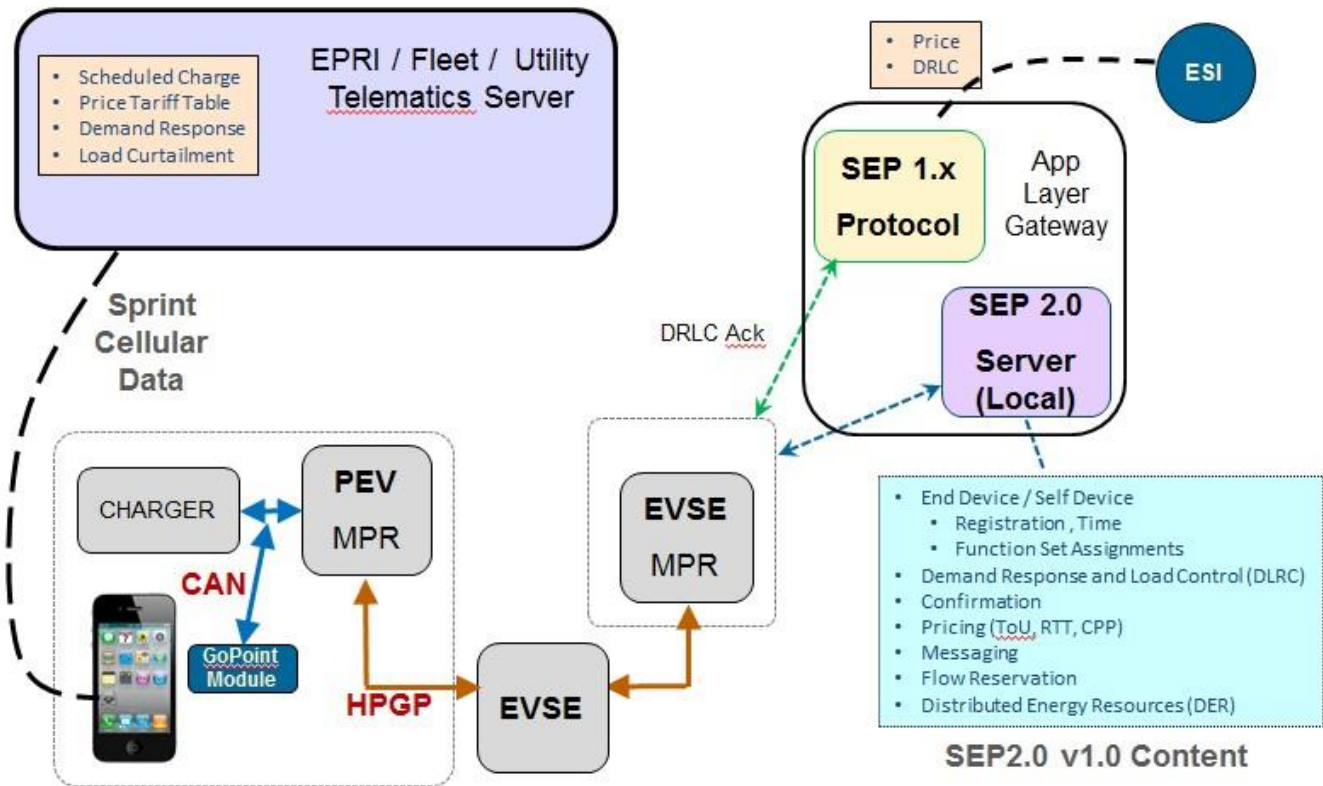 EPRI / Fleet / Utility
Telematics Server
• Scheduled Charge
• Price Tariff Table
• Demand Response
• Load Curtailment
• Price
• DRLC
ESI
SEP 1.x
Protocol
App
Layer
Gateway
SEP 2.0
Server
(Local)
DRLC Ack
Sprint
Cellular
Data
CHARGER
PEV
MPR
CAN
GoPoint
Module
HPGP
EVSE
EVSE
MPR
• End Device / Self Device
• Registration , Time
• Function Set Assignments
• Demand Response and Load Control (DLRC)
• Confirmation
• Pricing (ToU, RTT, CPP)
• Messaging
• Flow Reservation
• Distributed Energy Resources (DER)
SEP2.0 v1.0 Content